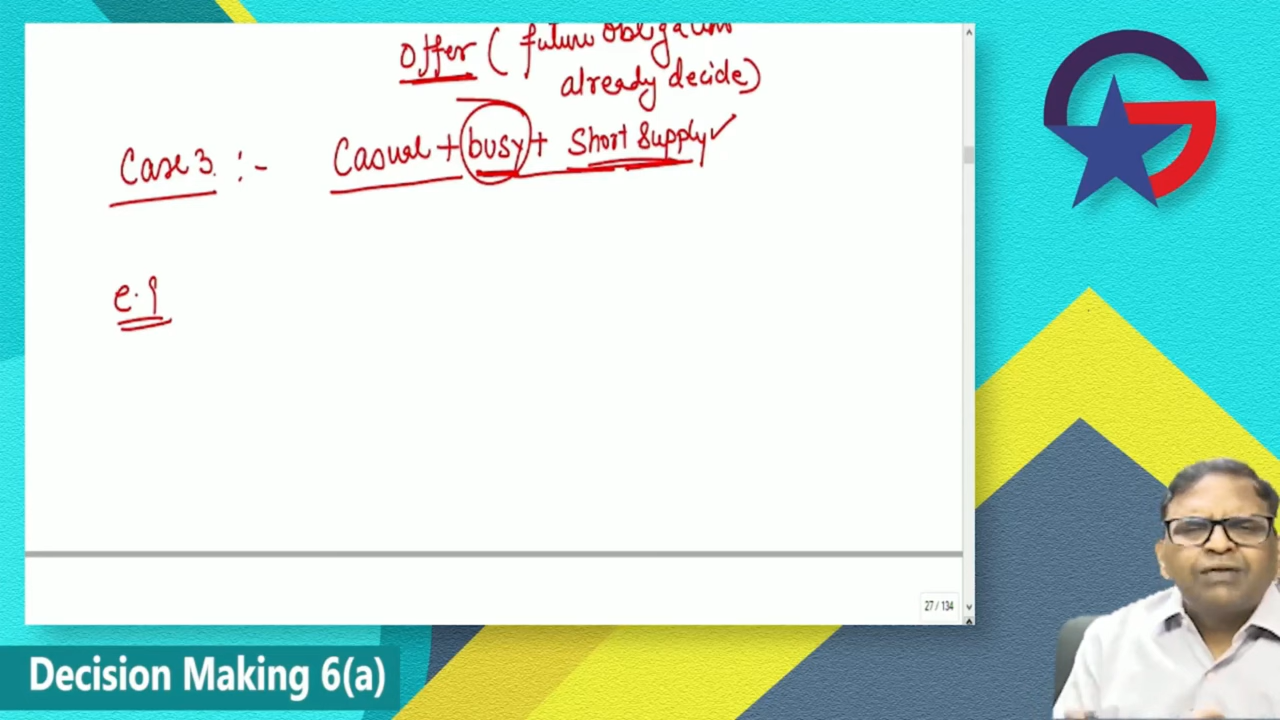 Offer ( future obligation
already decide)
Case 3 :- Casual + busy + Short Supply ✓
e.g
27 / 134
Decision Making 6(a)